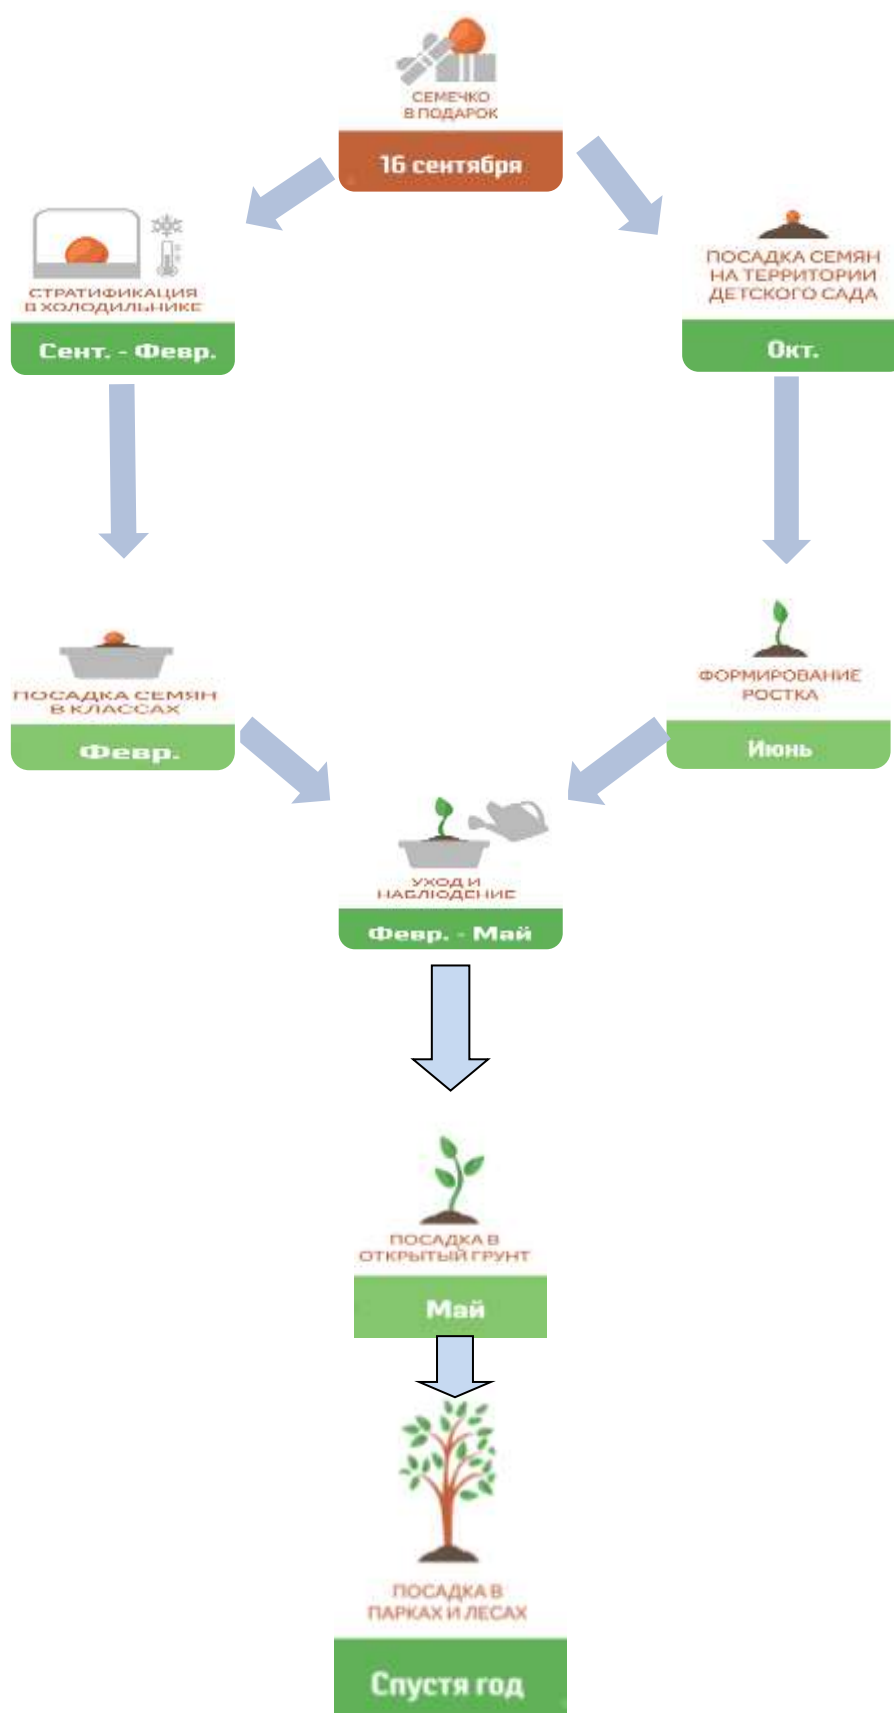 СЕМЕЧКО
В ПОДАРОК
16 сентября
СТРАТИФИКАЦИЯ
В ХОЛОДИЛЬНИКЕ
Сент. - Февр.
ПОСАДКА СЕМЯН
НА ТЕРРИТОРИИ
ДЕТСКОГО САДА
Окт.
ПОСАДКА СЕМЯН
В КЛАССАХ
Февр.
ФОРМИРОВАНИЕ
РОСТКА
Июнь
УХОД И
НАБЛЮДЕНИЕ
Февр. - Май
ПОСАДКА В
ОТКРЫТЫЙ ГРУНТ
Май
ПОСАДКА В
ПАРКАХ И ЛЕСАХ
Спустя год